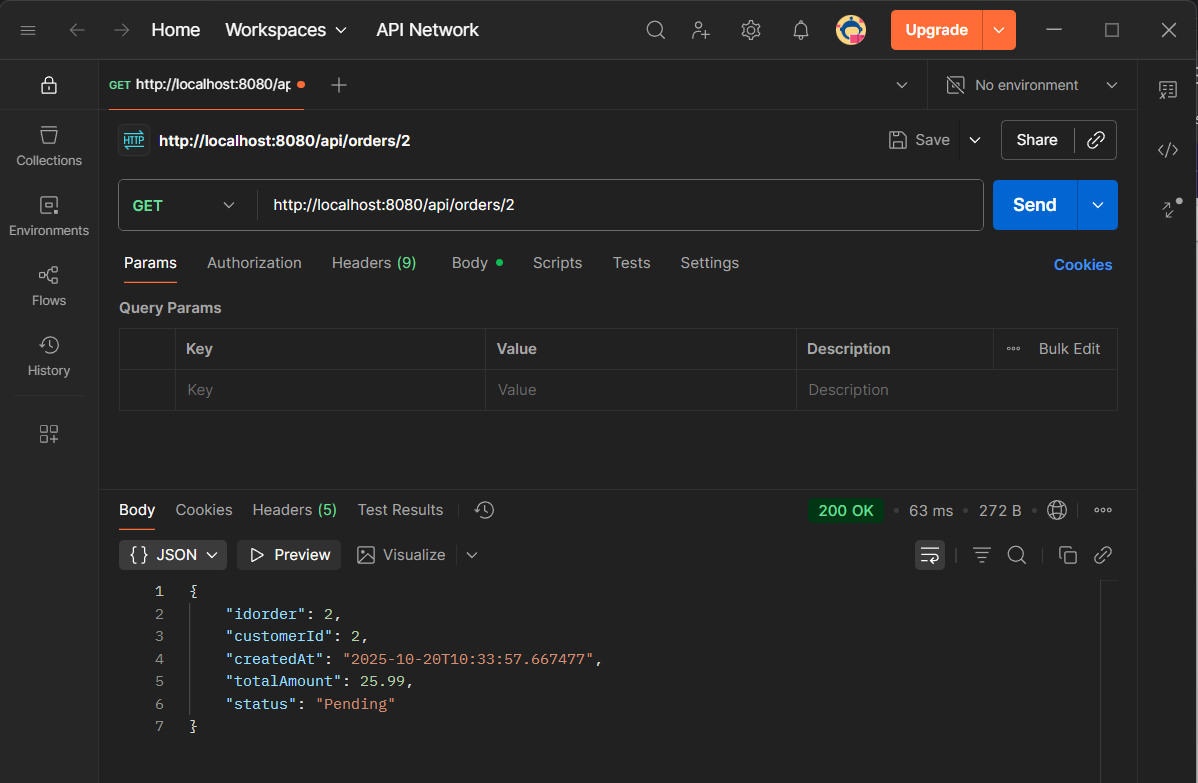 Home Workspaces API Network Upgrade
GET http://localhost:8080/ap No environment
HTTP http://localhost:8080/api/orders/2 Save Share
Collections
GET http://localhost:8080/api/orders/2 Send
Environments
Params Authorization Headers (9) Body Scripts Tests Settings Cookies
Flows
Query Params
Key Value Description Bulk Edit
History
Key Value Description
Body Cookies Headers (5) Test Results 200 OK 63 ms 272 B
{} JSON Preview Visualize
1 {
2 "idorder": 2,
3 "customerId": 2,
4 "createdAt": "2025-10-20T10:33:57.667477",
5 "totalAmount": 25.99,
6 "status": "Pending"
7 }